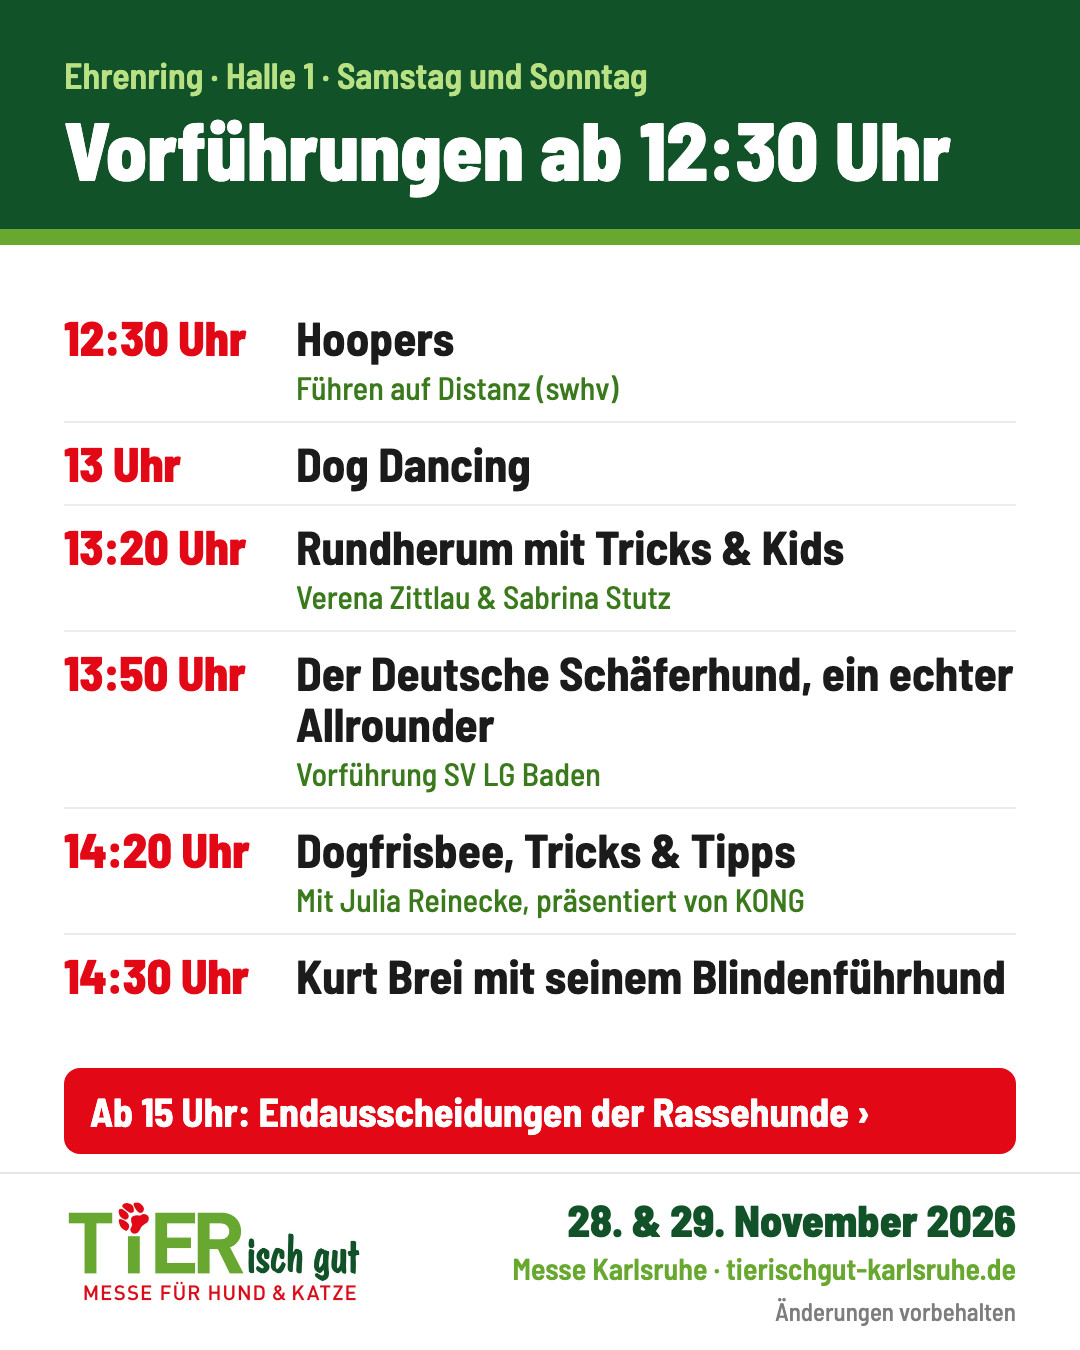 Ehrenring · Halle 1 · Samstag und Sonntag
Vorführungen ab 12:30 Uhr
12:30 Uhr Hoopers
Führen auf Distanz (swhv)
13 Uhr Dog Dancing
13:20 Uhr Rundherum mit Tricks & Kids
Verena Zittlau & Sabrina Stutz
13:50 Uhr Der Deutsche Schäferhund, ein echter
Allrounder
Vorführung SV LG Baden
14:20 Uhr Dogfrisbee, Tricks & Tipps
Mit Julia Reinecke, präsentiert von KONG
14:30 Uhr Kurt Brei mit seinem Blindenführhund
Ab 15 Uhr: Endausscheidungen der Rassehunde ›
TiERisch gut
MESSE FÜR HUND & KATZE
28. & 29. November 2026
Messe Karlsruhe · tierischgut-karlsruhe.de
Änderungen vorbehalten